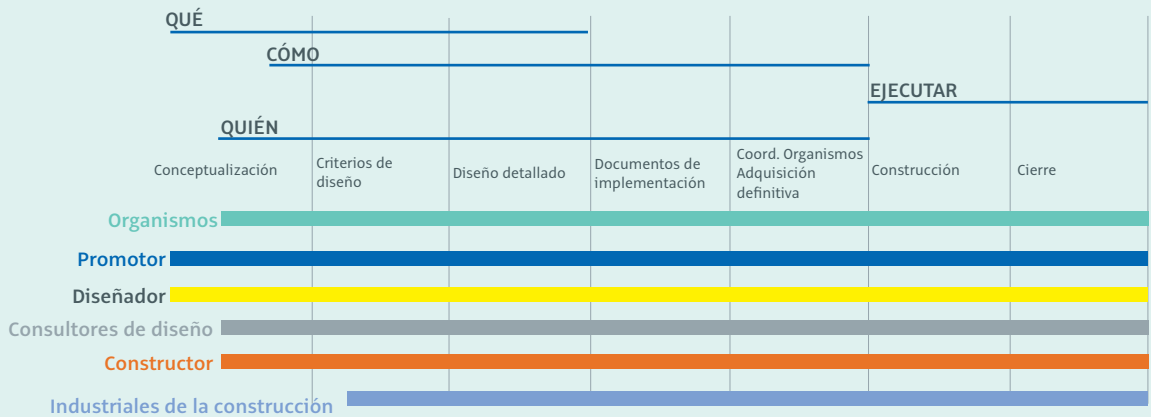 QUÉ
CÓMO
EJECUTAR
QUIÉN
Conceptualización
Criterios de
diseño
Diseño detallado
Documentos de
implementación
Coord. Organismos
Adquisición
definitiva
Construcción
Cierre
Organismos
Promotor
Diseñador
Consultores de diseño
Constructor
Industriales de la construcción